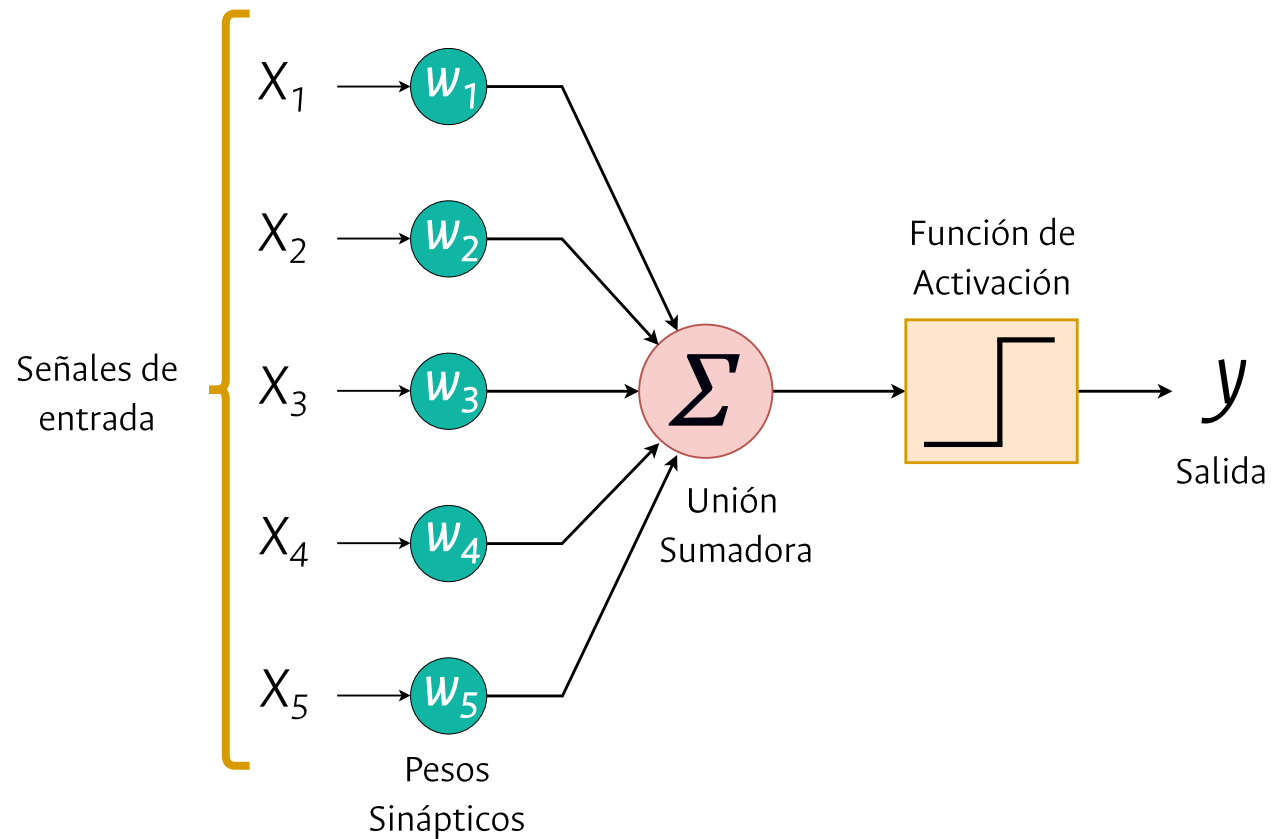 Señales de
entrada
X₁
X₂
X₃
X₄
X₅
w₁
w₂
w₃
w₄
w₅
Pesos
Sinápticos
Σ
Unión
Sumadora
Función de
Activación
y
Salida